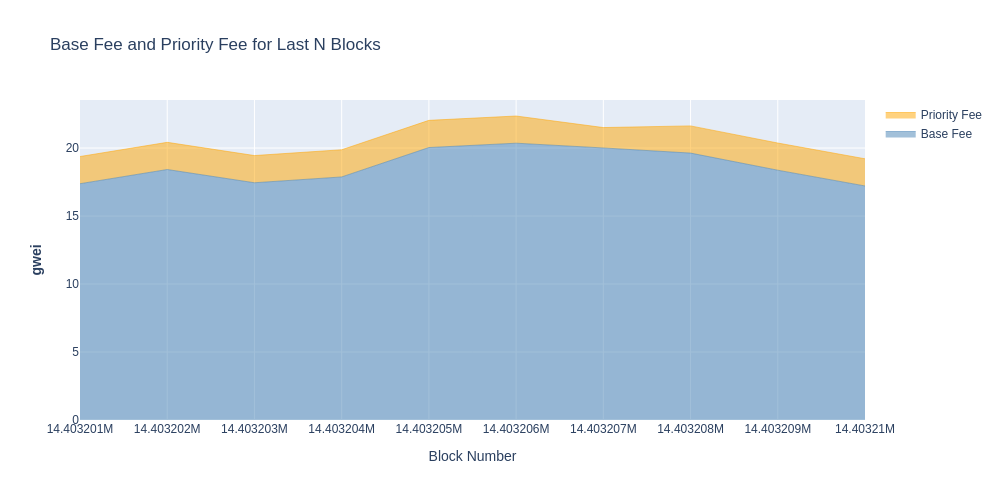 Base Fee and Priority Fee for Last N Blocks
Priority Fee
Base Fee
20
15
10
5
0
gwei
14.403201M 14.403202M 14.403203M 14.403204M 14.403205M 14.403206M 14.403207M 14.403208M 14.403209M 14.40321M
Block Number